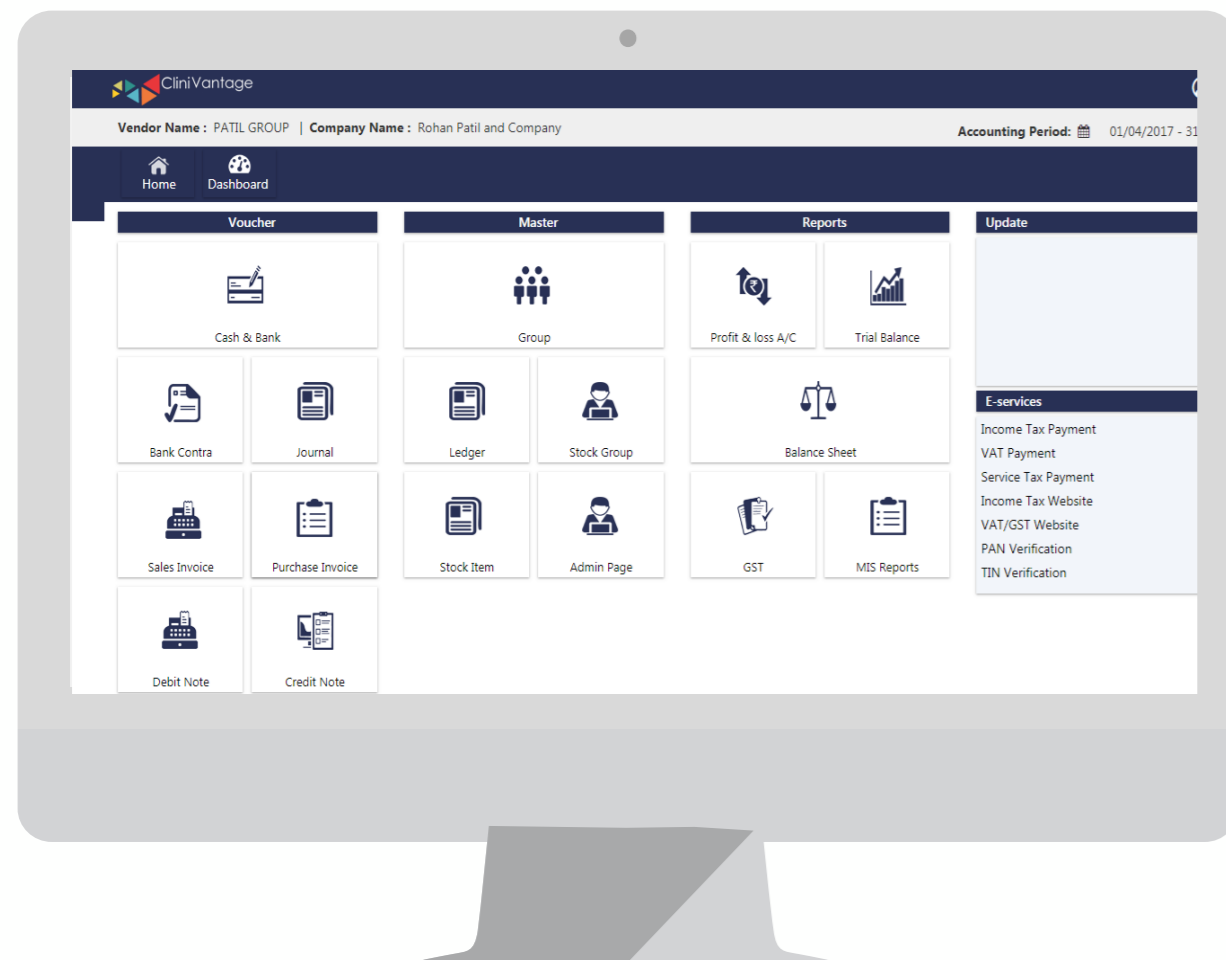 CliniVantage
Vendor Name : PATIL GROUP | Company Name : Rohan Patil and Company
Accounting Period: 01/04/2017 - 31
Home Dashboard
Voucher
Cash & Bank
Bank Contra Journal
Sales Invoice Purchase Invoice
Debit Note Credit Note
Master
Group
Ledger Stock Group
Stock Item Admin Page
Reports
Profit & loss A/C Trial Balance
Balance Sheet
GST MIS Reports
Update
E-services
Income Tax Payment
VAT Payment
Service Tax Payment
Income Tax Website
VAT/GST Website
PAN Verification
TIN Verification